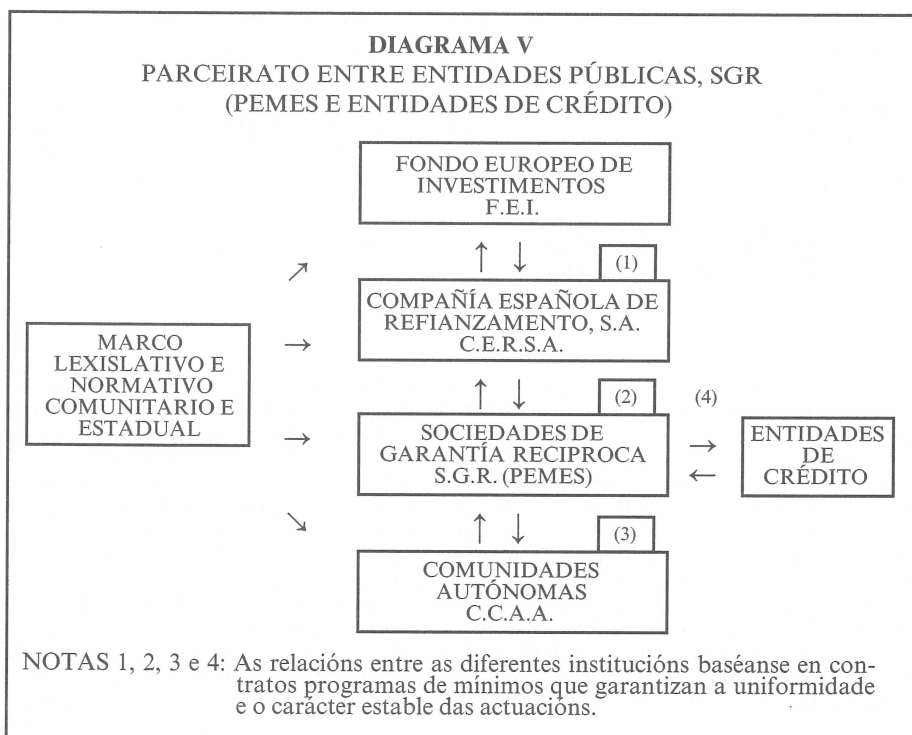 DIAGRAMA V
PARCEIRATO ENTRE ENTIDADES PÚBLICAS, SGR
(PEMES E ENTIDADES DE CRÉDITO)
FONDO EUROPEO DE
INVESTIMENTOS
F.E.I.
↗
↑ ↓
(1)
COMPAÑÍA ESPAÑOLA DE
REFIANZAMENTO, S.A.
C.E.R.S.A.
MARCO
LEXISLATIVO E
NORMATIVO
COMUNITARIO E
ESTADUAL
→
↑ ↓
(2)
(4)
→
SOCIEDADES DE
GARANTÍA RECIPROCA
S.G.R. (PEMES)
→
←
ENTIDADES
DE
CRÉDITO
↘
↑ ↓
(3)
COMUNIDADES
AUTÓNOMAS
C.C.A.A.
NOTAS 1, 2, 3 e 4: As relacións entre as diferentes institucións baséanse en con-
tratos programas de mínimos que garantizan a uniformidade
e o carácter estable das actuacións.